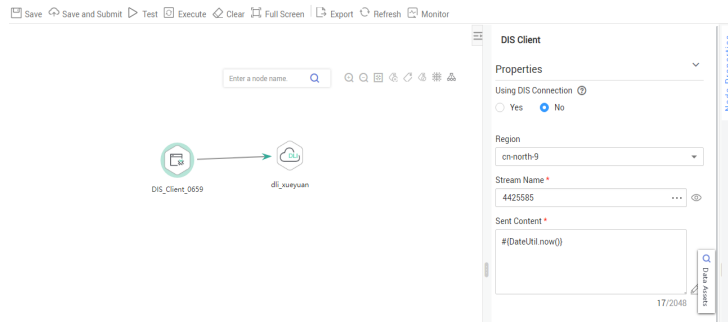 Save Save and Submit Test Execute Clear Full Screen Export Refresh Monitor
Enter a node name.
DIS_Client_0659
DLI
dli_xueyuan
DIS Client
Properties
Using DIS Connection
Yes No
Region
cn-north-9
Stream Name *
4425585
Sent Content *
#{DateUtil.now()}
17/2048
Data Assets